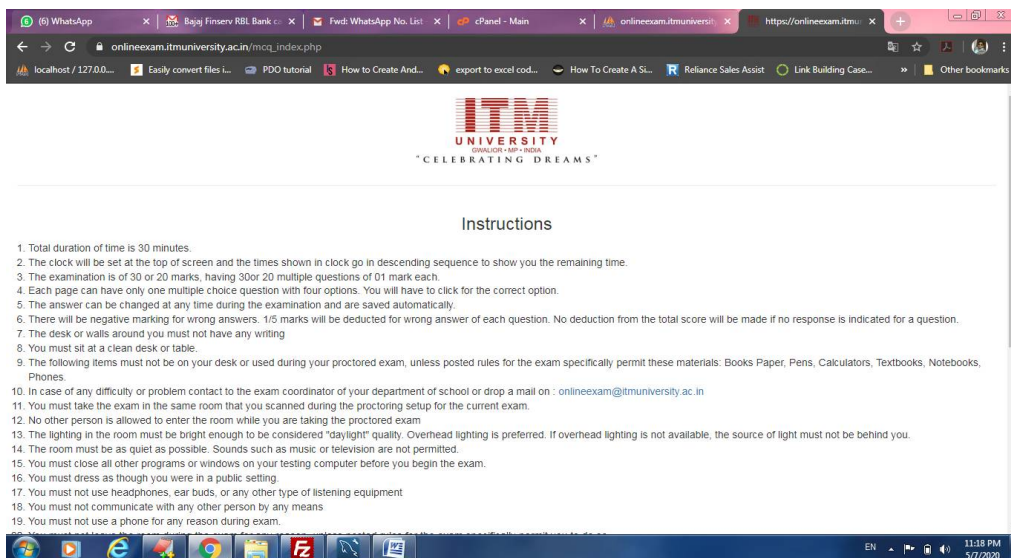 (6) WhatsApp
Bajaj Finserv RBL Bank
Fwd: WhatsApp No. List
cPanel - Main
onlineexam.itmuniversity
https://onlineexam.itmu
onlineexam.itmuniversity.ac.in/mcq_index.php
localhost / 127.0.0....
Easily convert files i...
PDO tutorial
How to Create And...
export to excel cod...
How To Create A Si...
Reliance Sales Assist
Link Building Case...
»
Other bookmarks
ITM
UNIVERSITY
GWALIOR • MP • INDIA
"CELEBRATING DREAMS"
Instructions
1. Total duration of time is 30 minutes.
2. The clock will be set at the top of screen and the times shown in clock go in descending sequence to show you the remaining time.
3. The examination is of 30 or 20 marks, having 30or 20 multiple questions of 01 mark each.
4. Each page can have only one multiple choice question with four options. You will have to click for the correct option.
5. The answer can be changed at any time during the examination and are saved automatically.
6. There will be negative marking for wrong answers. 1/5 marks will be deducted for wrong answer of each question. No deduction from the total score will be made if no response is indicated for a question.
7. The desk or walls around you must not have any writing
8. You must sit at a clean desk or table.
9. The following items must not be on your desk or used during your proctored exam, unless posted rules for the exam specifically permit these materials: Books Paper, Pens, Calculators, Textbooks, Notebooks,
Phones.
10. In case of any difficulty or problem contact to the exam coordinator of your department of school or drop a mail on : onlineexam@itmuniversity.ac.in
11. You must take the exam in the same room that you scanned during the proctoring setup for the current exam.
12. No other person is allowed to enter the room while you are taking the proctored exam
13. The lighting in the room must be bright enough to be considered "daylight" quality. Overhead lighting is preferred. If overhead lighting is not available, the source of light must not be behind you.
14. The room must be as quiet as possible. Sounds such as music or television are not permitted.
15. You must close all other programs or windows on your testing computer before you begin the exam.
16. You must dress as though you were in a public setting.
17. You must not use headphones, ear buds, or any other type of listening equipment
18. You must not communicate with any other person by any means
19. You must not use a phone for any reason during exam.
EN
11:18 PM
5/7/2020